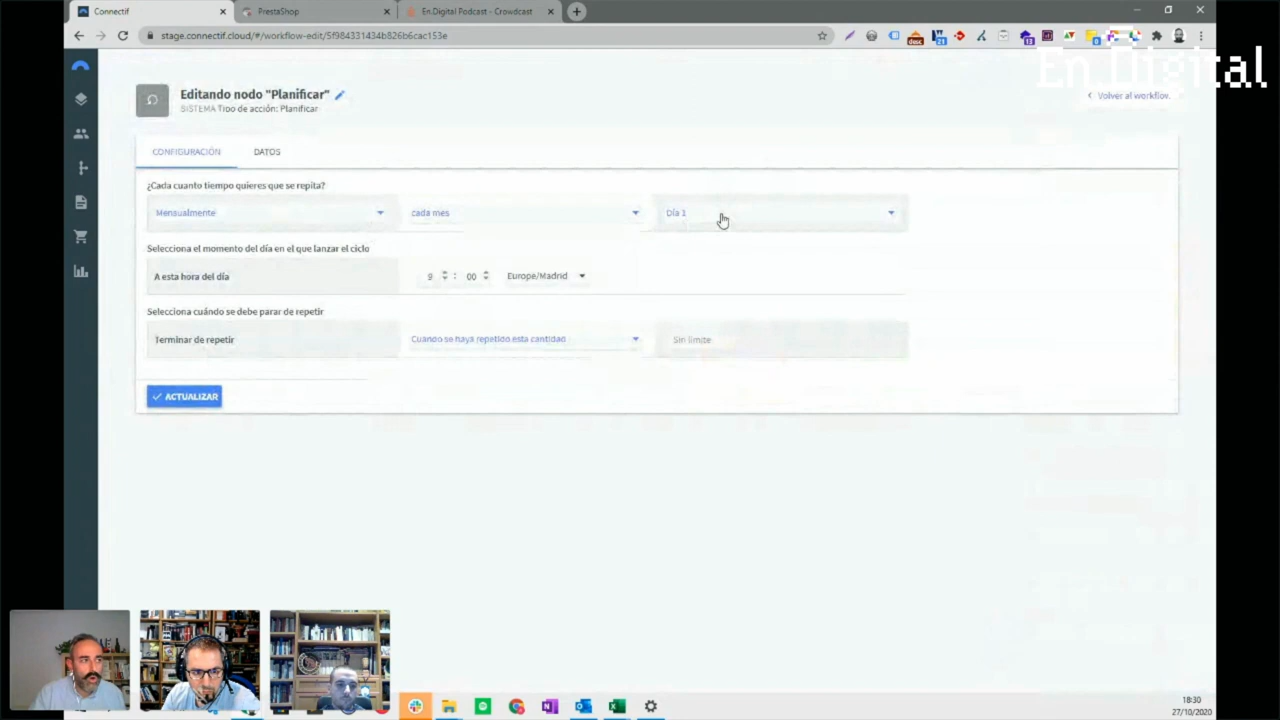 Connectif
PrestaShop
En.Digital Podcast - Crowdcast
stage.connectif.cloud/#/workflow-edit/5f984331434b826b6cac153e
En.Digital
Editando nodo "Planificar"
SISTEMA Tipo de acción: Planificar
Volver al workflow.
CONFIGURACIÓN DATOS
¿Cada cuanto tiempo quieres que se repita?
Mensualmente cada mes Día 1
Selecciona el momento del día en el que lanzar el ciclo
A esta hora del día 9 : 00 Europe/Madrid
Selecciona cuándo se debe parar de repetir
Terminar de repetir Cuando se haya repetido esta cantidad Sin límite
ACTUALIZAR
18:30
27/10/2020